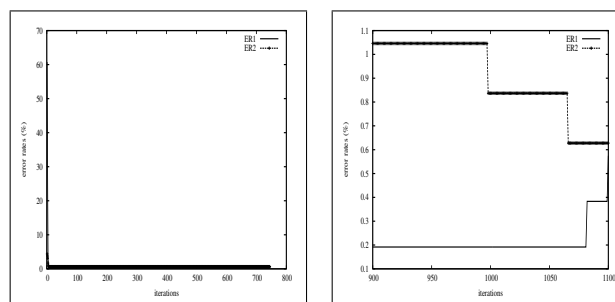 70
60
50
40
30
20
10
0
error rates (%)
ER1
ER2
0 100 200 300 400 500 600 700 800
iterations
1.1
1
0.9
0.8
0.7
0.6
0.5
0.4
0.3
0.2
0.1
error rates (%)
ER1
ER2
900 950 1000 1050 1100
iterations